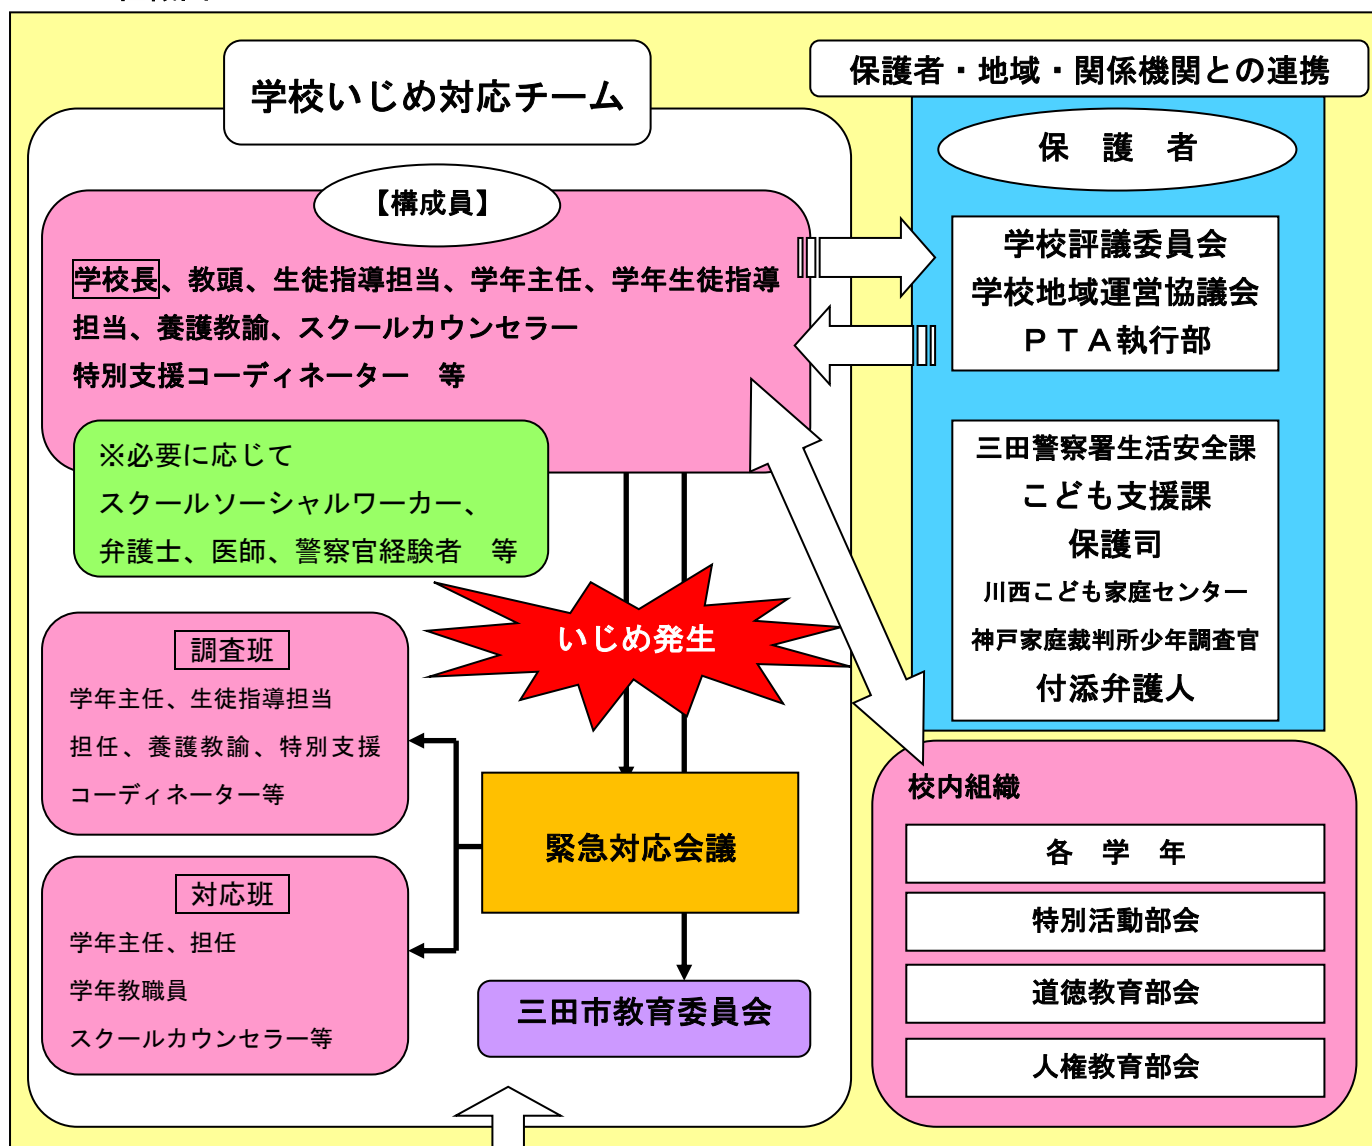 学校いじめ対応チーム
【構成員】
学校長、教頭、生徒指導担当、学年主任、学年生徒指導
担当、養護教諭、スクールカウンセラー
特別支援コーディネーター　等
※必要に応じて
スクールソーシャルワーカー、
弁護士、医師、警察官経験者　等
いじめ発生
調査班
学年主任、生徒指導担当
担任、養護教諭、特別支援
コーディネーター等
緊急対応会議
対応班
学年主任、担任
学年教職員
スクールカウンセラー等
三田市教育委員会
保護者・地域・関係機関との連携
保　護　者
学校評議委員会
学校地域運営協議会
ＰＴＡ執行部
三田警察署生活安全課
こども支援課
保護司
川西こども家庭センター
神戸家庭裁判所少年調査官
付添弁護人
校内組織
各　学　年
特別活動部会
道徳教育部会
人権教育部会